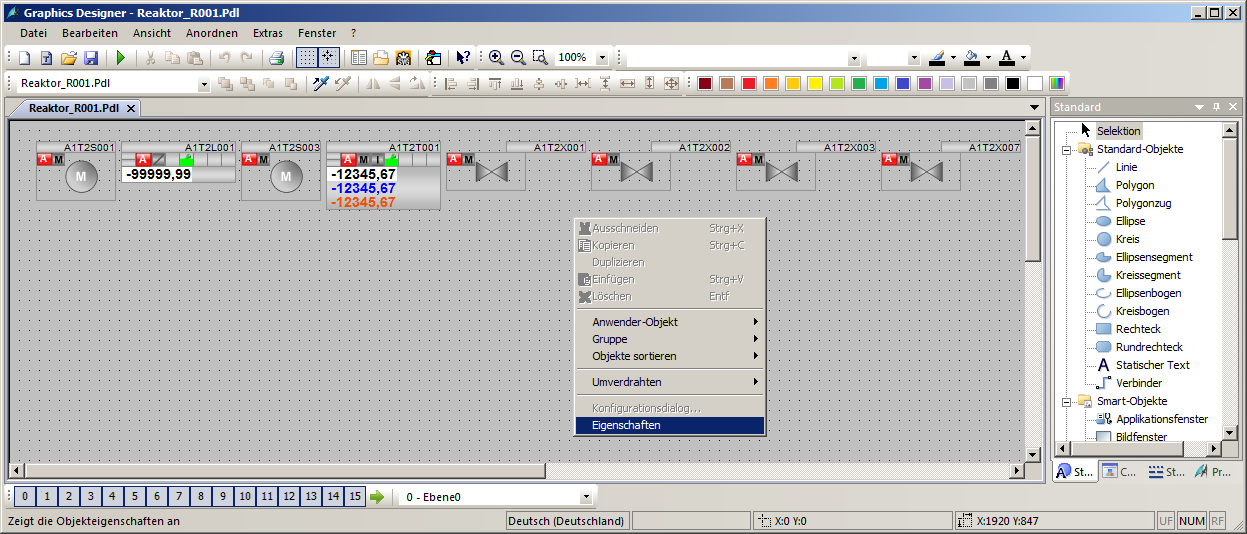 Graphics Designer - Reaktor_R001.Pdl
Datei Bearbeiten Ansicht Anordnen Extras Fenster ?
100%
Reaktor_R001.Pdl
Reaktor_R001.Pdl
Standard
A1T2S001 A1T2L001 A1T2S003 A1T2T001 A1T2X001 A1T2X002 A1T2X003 A1T2X007
A M A A M A M I A A A A
M -99999,99 M -12345,67
-12345,67
-12345,67
Ausschneiden Strg+X
Kopieren Strg+C
Duplizieren
Einfügen Strg+V
Löschen Entf
Anwender-Objekt
Gruppe
Objekte sortieren
Umverdrahten
Konfigurationsdialog...
Eigenschaften
Selektion
Standard-Objekte
Linie
Polygon
Polygonzug
Ellipse
Kreis
Ellipsensegment
Kreissegment
Ellipsenbogen
Kreisbogen
Rechteck
Rundrechteck
A Statischer Text
Verbinder
Smart-Objekte
Applikationsfenster
Bildfenster
St... C... St... Pr...
0 1 2 3 4 5 6 7 8 9 10 11 12 13 14 15 0 - Ebene0
Zeigt die Objekteigenschaften an Deutsch (Deutschland) X:0 Y:0 X:1920 Y:847 UF NUM RF